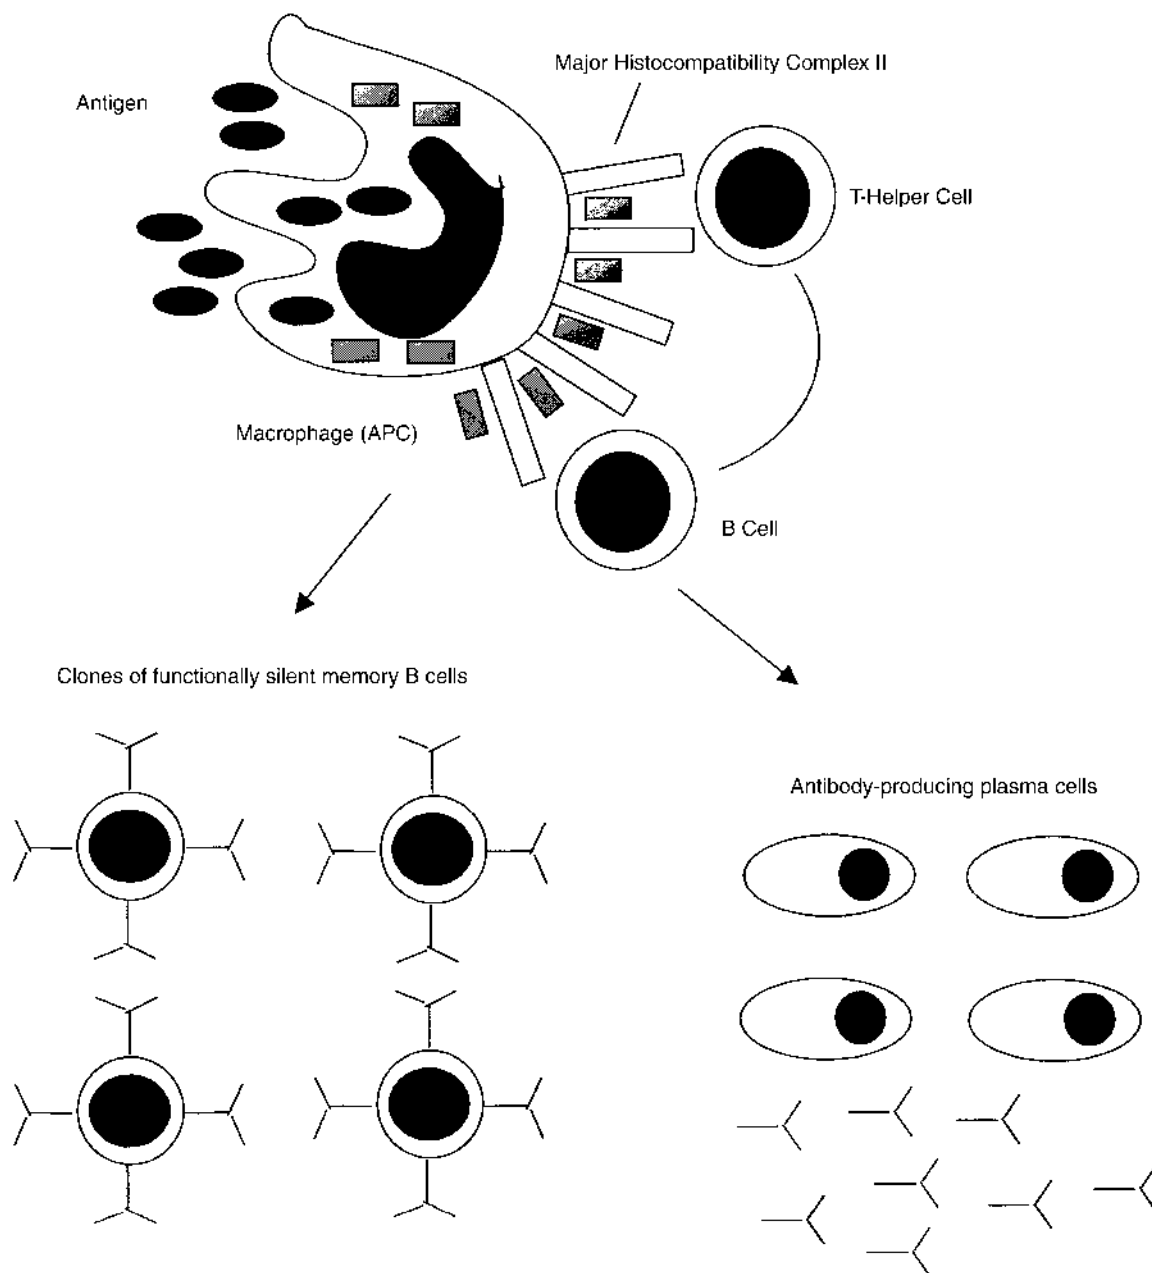 Major Histocompatibility Complex II
Antigen
T-Helper Cell
Macrophage (APC)
B Cell
Clones of functionally silent memory B cells
Antibody-producing plasma cells